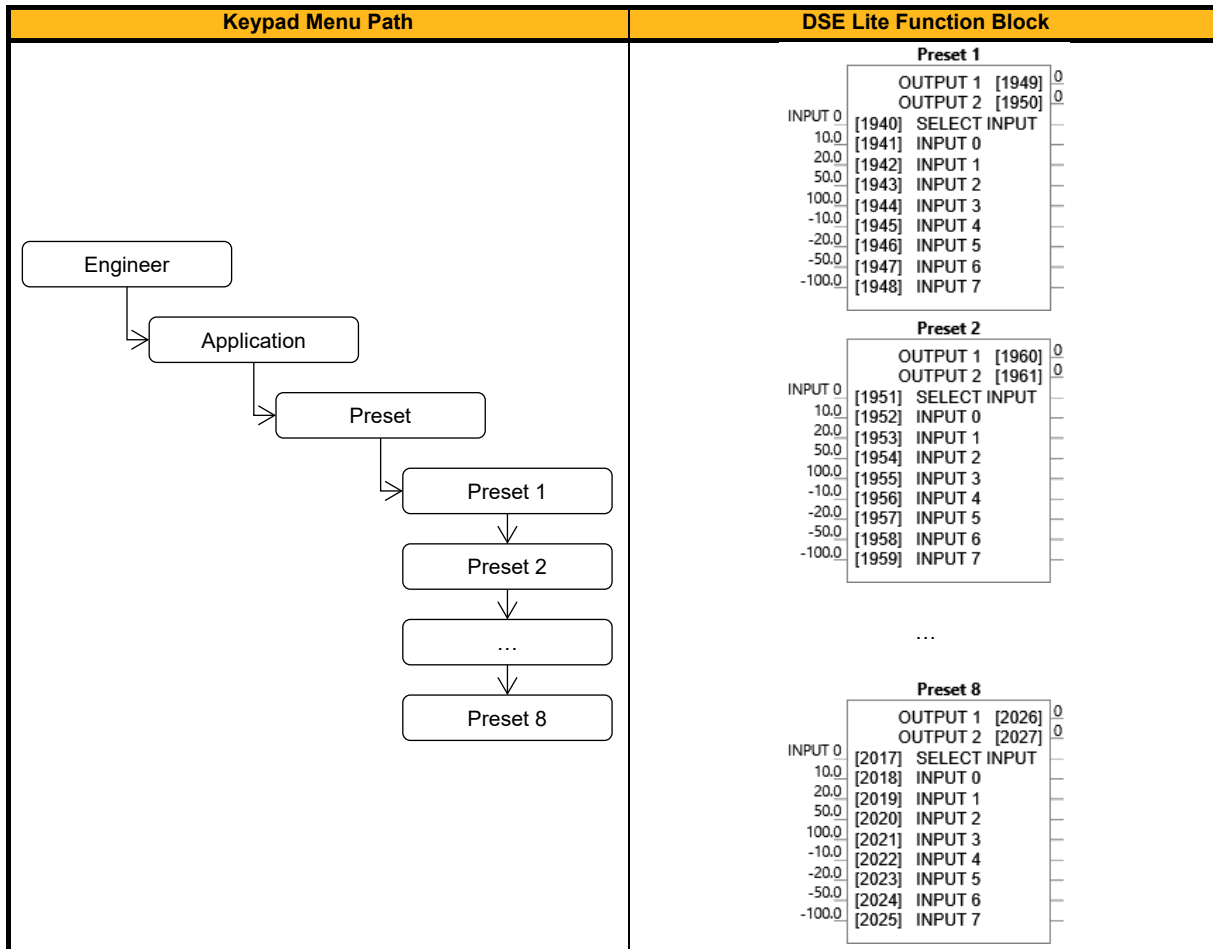 Keypad Menu Path
DSE Lite Function Block
Engineer
Application
Preset
Preset 1
Preset 2
...
Preset 8
Preset 1
OUTPUT 1 [1949] 0
OUTPUT 2 [1950] 0
INPUT 0 [1940] SELECT INPUT
10.0 [1941] INPUT 0
20.0 [1942] INPUT 1
50.0 [1943] INPUT 2
100.0 [1944] INPUT 3
-10.0 [1945] INPUT 4
-20.0 [1946] INPUT 5
-50.0 [1947] INPUT 6
-100.0 [1948] INPUT 7
Preset 2
OUTPUT 1 [1960] 0
OUTPUT 2 [1961] 0
INPUT 0 [1951] SELECT INPUT
10.0 [1952] INPUT 0
20.0 [1953] INPUT 1
50.0 [1954] INPUT 2
100.0 [1955] INPUT 3
-10.0 [1956] INPUT 4
-20.0 [1957] INPUT 5
-50.0 [1958] INPUT 6
-100.0 [1959] INPUT 7
...
Preset 8
OUTPUT 1 [2026] 0
OUTPUT 2 [2027] 0
INPUT 0 [2017] SELECT INPUT
10.0 [2018] INPUT 0
20.0 [2019] INPUT 1
50.0 [2020] INPUT 2
100.0 [2021] INPUT 3
-10.0 [2022] INPUT 4
-20.0 [2023] INPUT 5
-50.0 [2024] INPUT 6
-100.0 [2025] INPUT 7